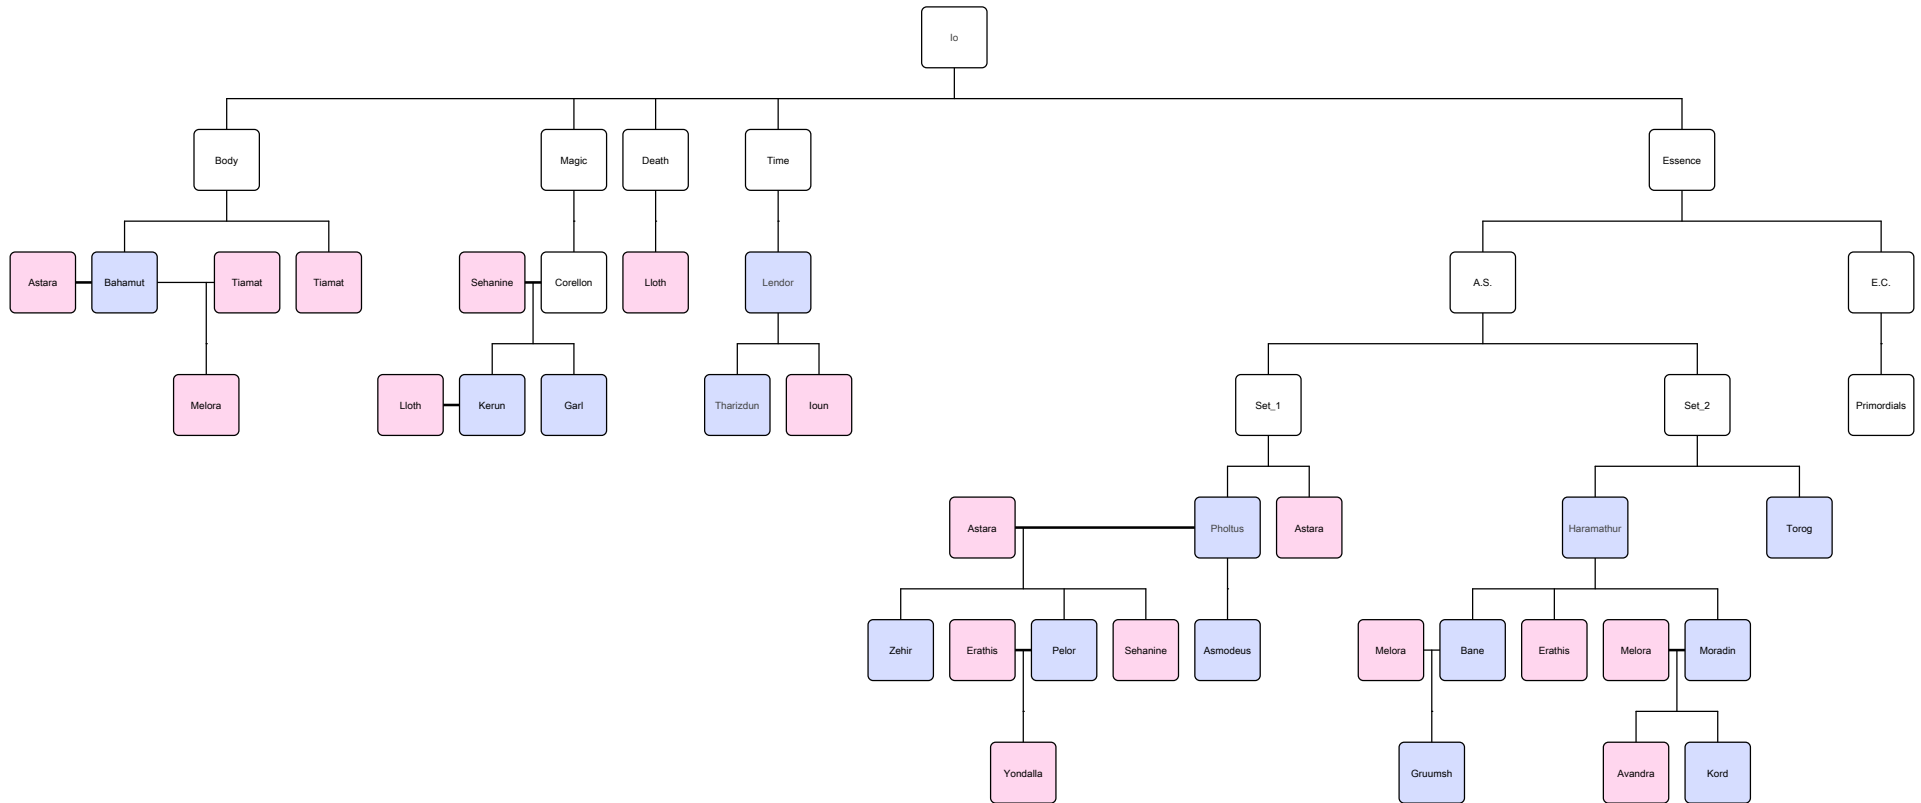 Io
Body
Magic
Death
Time
Essence
Astara
Bahamut
Tiamat
Tiamat
Sehanine
Corellon
Lloth
Lendor
A.S.
E.C.
Melora
Lloth
Kerun
Garl
Tharizdun
Ioun
Set_1
Set_2
Primordials
Astara
Pholtus
Astara
Haramathur
Torog
Zehir
Erathis
Pelor
Sehanine
Asmodeus
Melora
Bane
Erathis
Melora
Moradin
Yondalla
Gruumsh
Avandra
Kord